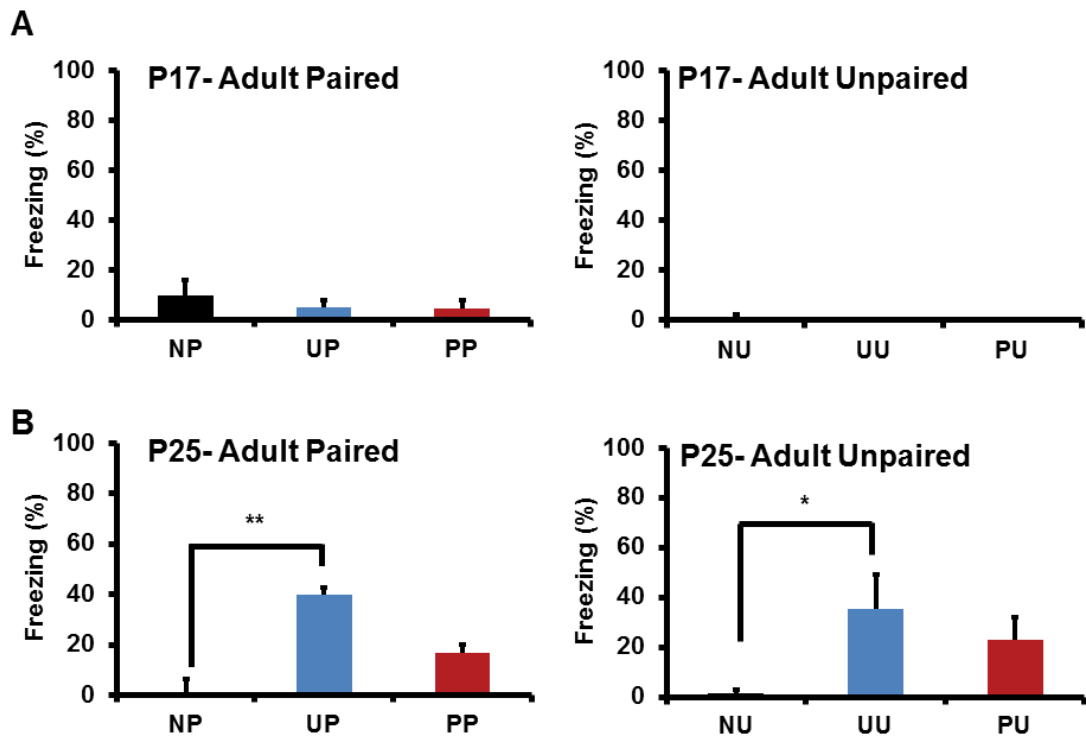 A
P17- Adult Paired
Freezing (%)
100
80
60
40
20
0
NP UP PP
P17- Adult Unpaired
Freezing (%)
100
80
60
40
20
0
NU UU PU
B
P25- Adult Paired
Freezing (%)
100
80
60
40
20
0
**
NP UP PP
P25- Adult Unpaired
Freezing (%)
100
80
60
40
20
0
*
NU UU PU